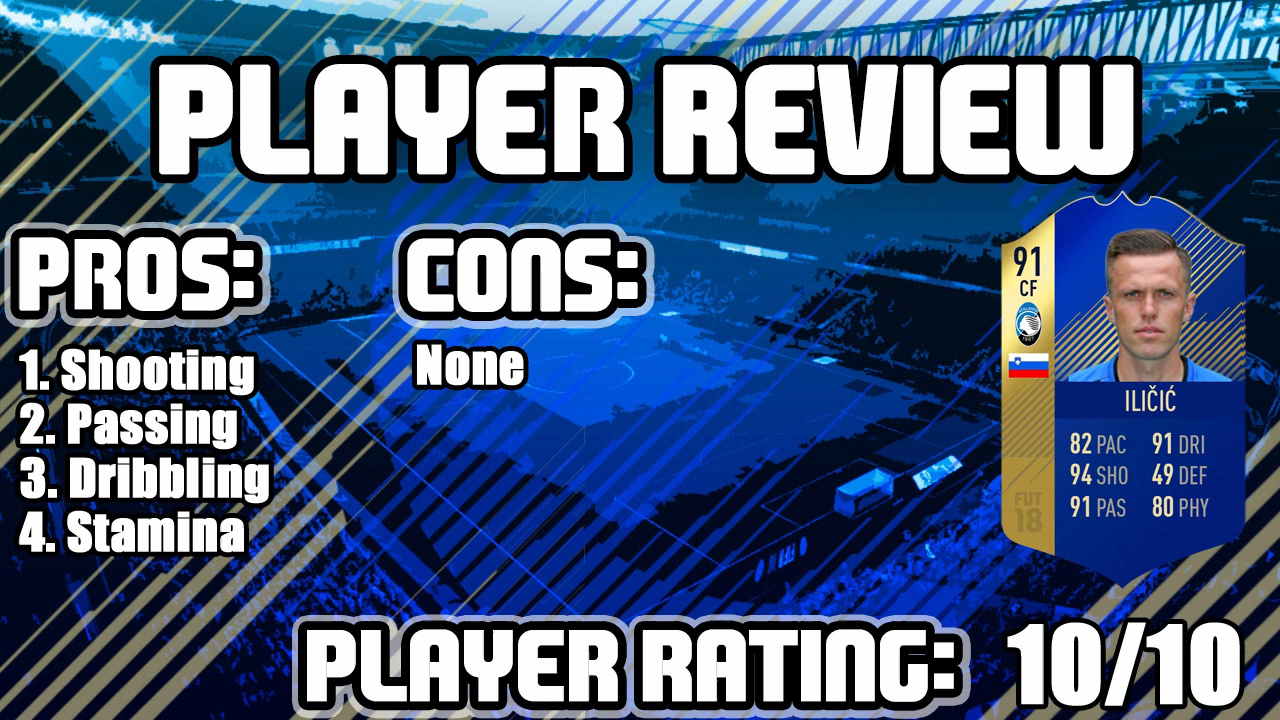 PLAYER REVIEW
PROS:
1. Shooting
2. Passing
3. Dribbling
4. Stamina
CONS:
None
91
CF
ILIČIĆ
82 PAC 91 DRI
94 SHO 49 DEF
91 PAS 80 PHY
FUT
18
PLAYER RATING: 10/10